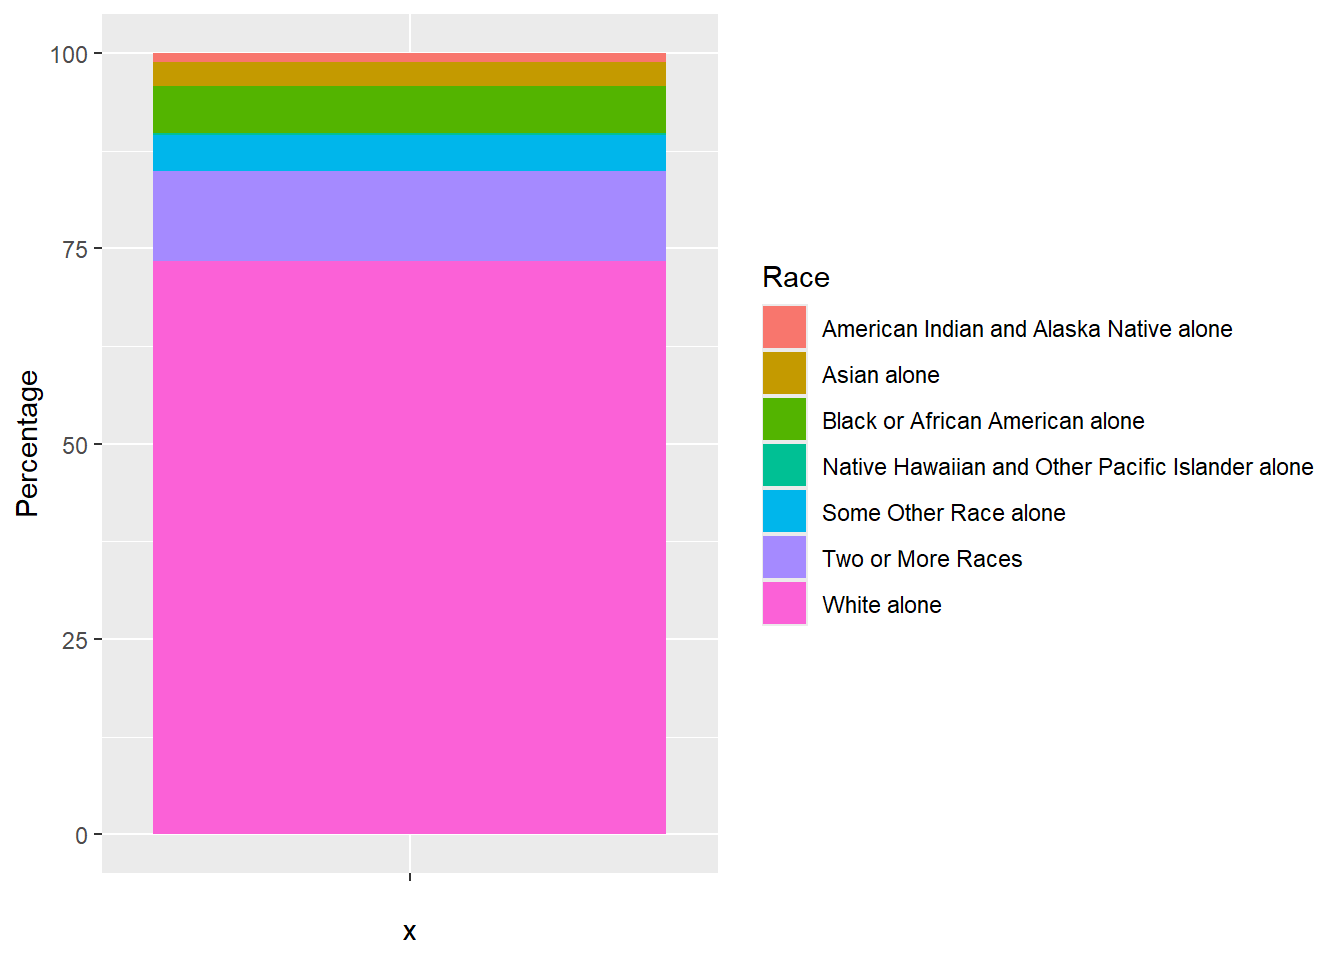 100
75
50
25
0
Percentage
x
Race
American Indian and Alaska Native alone
Asian alone
Black or African American alone
Native Hawaiian and Other Pacific Islander alone
Some Other Race alone
Two or More Races
White alone